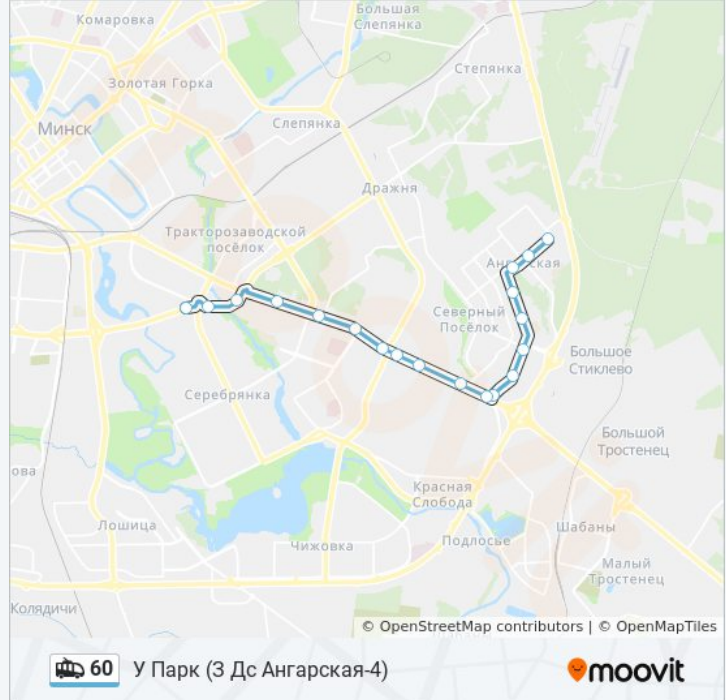 Большая
Слепянка
Комаровка
Степянка
Золотая Горка
Слепянка
Минск
Дражня
Тракторозаводской
посёлок
Ангарская
Северный
Посёлок
Большое
Стиклево
Серебрянка
Большой
Тростенец
ова
Красная
Слобода
Лошица
Шабаны
Подлосье
Чижовка
Малый
Тростенец
Колядичи
© OpenStreetMap contributors | © OpenMapTiles
60 У Парк (З Дс Ангарская-4)
moovit